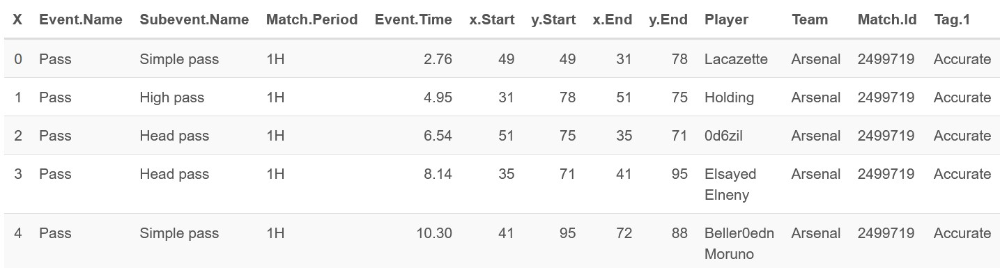 X Event.Name Subevent.Name Match.Period Event.Time x.Start y.Start x.End y.End Player Team Match.Id Tag.1
0 Pass Simple pass 1H 2.76 49 49 31 78 Lacazette Arsenal 2499719 Accurate
1 Pass High pass 1H 4.95 31 78 51 75 Holding Arsenal 2499719 Accurate
2 Pass Head pass 1H 6.54 51 75 35 71 0d6zil Arsenal 2499719 Accurate
3 Pass Head pass 1H 8.14 35 71 41 95 Elsayed Arsenal 2499719 Accurate
Elneny
4 Pass Simple pass 1H 10.30 41 95 72 88 Beller0edn Arsenal 2499719 Accurate
Moruno